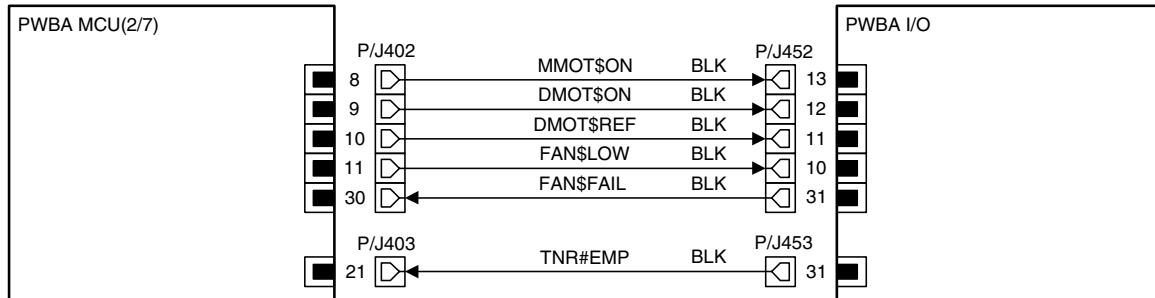 PWBA MCU(2/7) PWBA I/O
P/J402 P/J452
8 MMOT$ON BLK 13
9 DMOT$ON BLK 12
10 DMOT$REF BLK 11
11 FAN$LOW BLK 10
30 FAN$FAIL BLK 31
P/J403 P/J453
21 TNR#EMP BLK 31